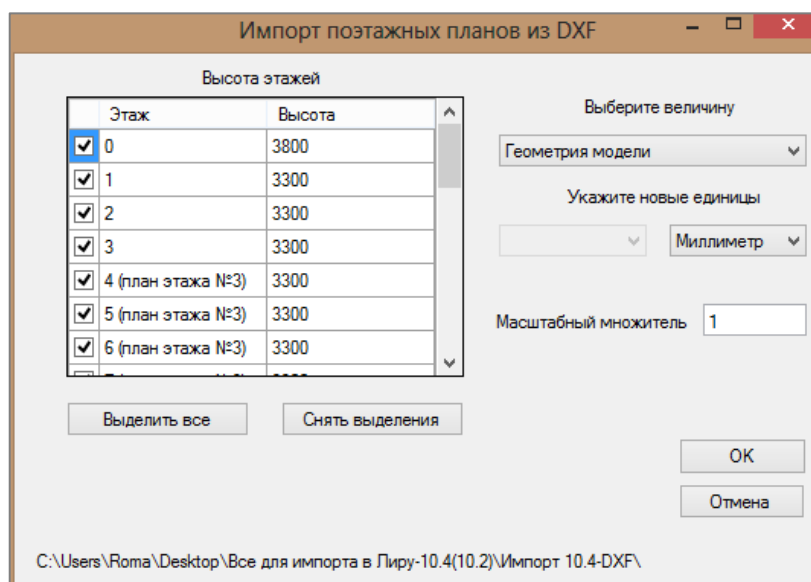 Импорт поэтажных планов из DXF
Высота этажей
Этаж Высота
0 3800
1 3300
2 3300
3 3300
4 (план этажа №3) 3300
5 (план этажа №3) 3300
6 (план этажа №3) 3300
Выделить все Снять выделения
Выберите величину
Геометрия модели
Укажите новые единицы
Миллиметр
Масштабный множитель 1
OK
Отмена
C:\Users\Roma\Desktop\Все для импорта в Лиру-10.4(10.2)\Импорт 10.4-DXF\